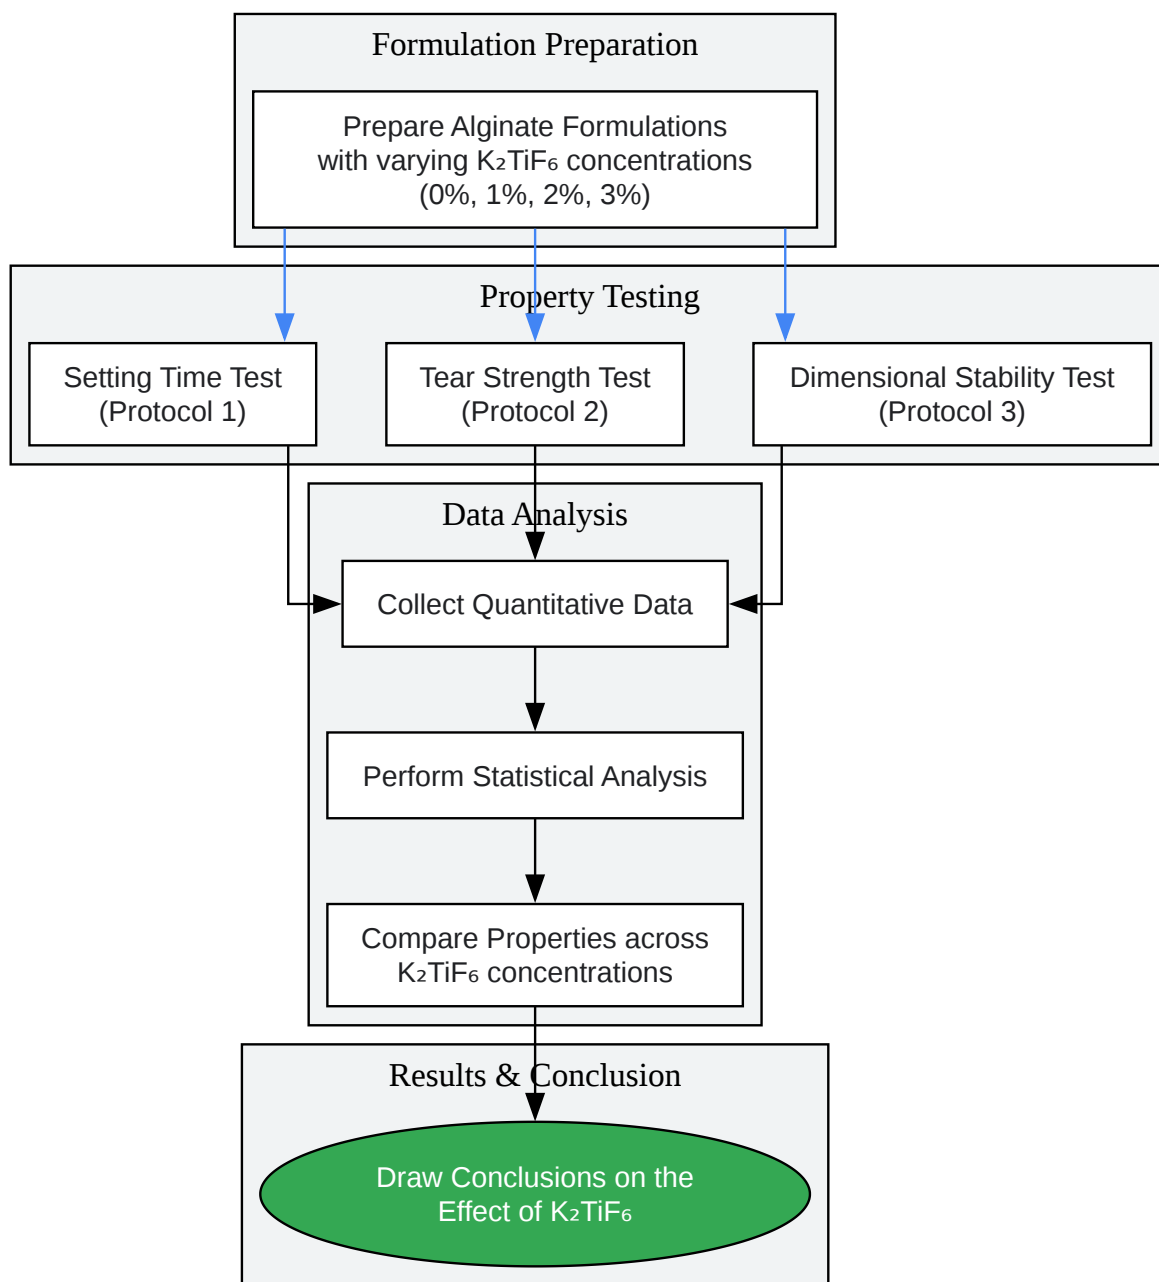 Formulation Preparation
Prepare Alginate Formulations
with varying K₂TiF₆ concentrations
(0%, 1%, 2%, 3%)
Property Testing
Setting Time Test
(Protocol 1)
Tear Strength Test
(Protocol 2)
Dimensional Stability Test
(Protocol 3)
Data Analysis
Collect Quantitative Data
Perform Statistical Analysis
Compare Properties across
K₂TiF₆ concentrations
Results & Conclusion
Draw Conclusions on the
Effect of K₂TiF₆